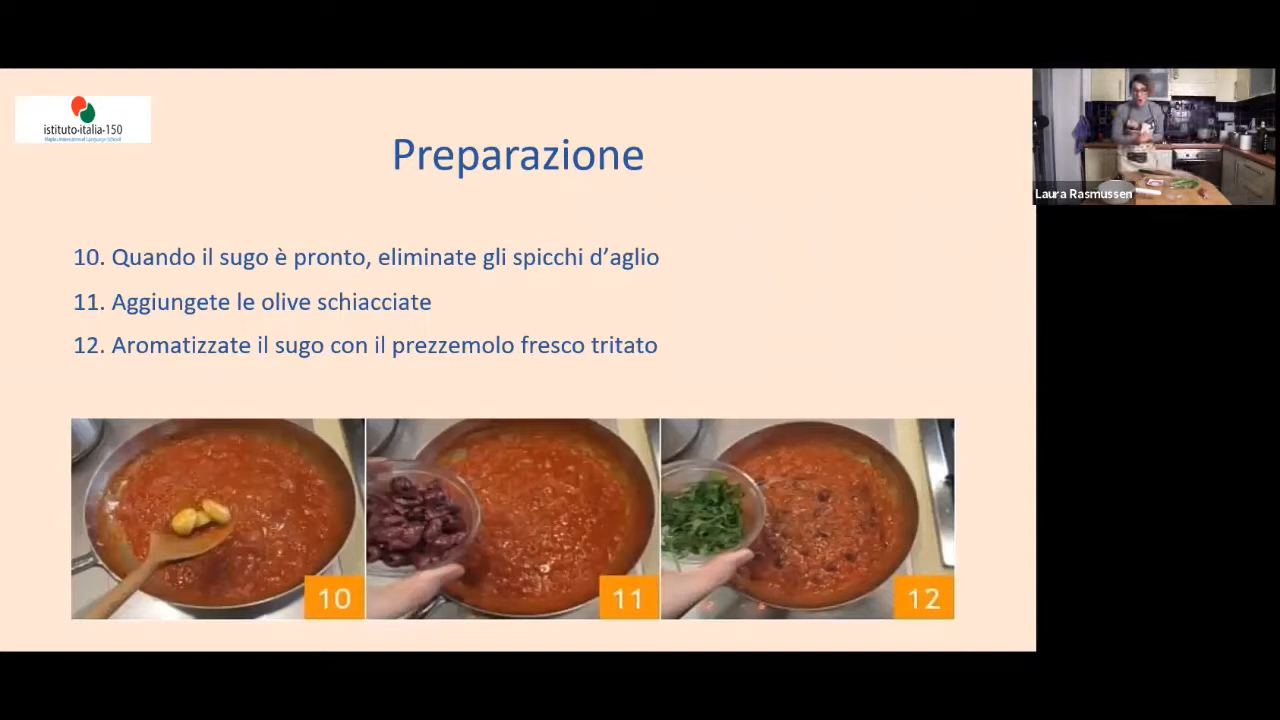 istituto-italia-150
Preparazione
Laura Rasmussen
10. Quando il sugo è pronto, eliminate gli spicchi d’aglio
11. Aggiungete le olive schiacciate
12. Aromatizzate il sugo con il prezzemolo fresco tritato
10
11
12